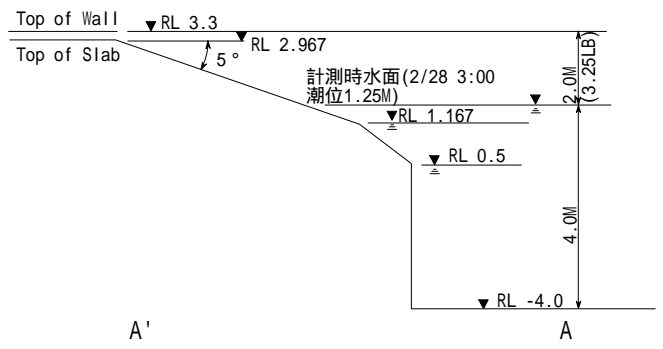 Top of Wall
RL 3.3
Top of Slab
RL 2.967
5°
計測時水面(2/28 3:00
潮位1.25M)
2.0M
(3.25LB)
RL 1.167
RL 0.5
4.0M
RL -4.0
A'
A